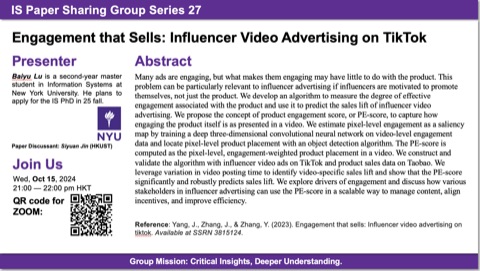 IS Paper Sharing Group Series 27
Engagement that Sells: Influencer Video Advertising on TikTok
Presenter
Baiyu Lu is a second-year master
student in Information Systems at
New York University. He plans to
apply for the IS PhD in 25 fall.
NYU
Paper Discussant: Siyuan Jin (HKUST)
Join Us
Wed, Oct 15, 2024
21:00 — 22:00 pm HKT
QR code for
ZOOM:
Abstract
Many ads are engaging, but what makes them engaging may have little to do with the product. This
problem can be particularly relevant to influencer advertising if influencers are motivated to promote
themselves, not just the product. We develop an algorithm to measure the degree of effective
engagement associated with the product and use it to predict the sales lift of influencer video
advertising. We propose the concept of product engagement score, or PE-score, to capture how
engaging the product itself is as presented in a video. We estimate pixel-level engagement as a saliency
map by training a deep three-dimensional convolutional neural network on video-level engagement
data and locate pixel-level product placement with an object detection algorithm. The PE-score is
computed as the pixel-level, engagement-weighted product placement in a video. We construct and
validate the algorithm with influencer video ads on TikTok and product sales data on Taobao. We
leverage variation in video posting time to identify video-specific sales lift and show that the PE-score
significantly and robustly predicts sales lift. We explore drivers of engagement and discuss how various
stakeholders in influencer advertising can use the PE-score in a scalable way to manage content, align
incentives, and improve efficiency.
Reference: Yang, J., Zhang, J., & Zhang, Y. (2023). Engagement that sells: Influencer video advertising on
tiktok. Available at SSRN 3815124.
Group Mission: Critical Insights, Deeper Understanding.